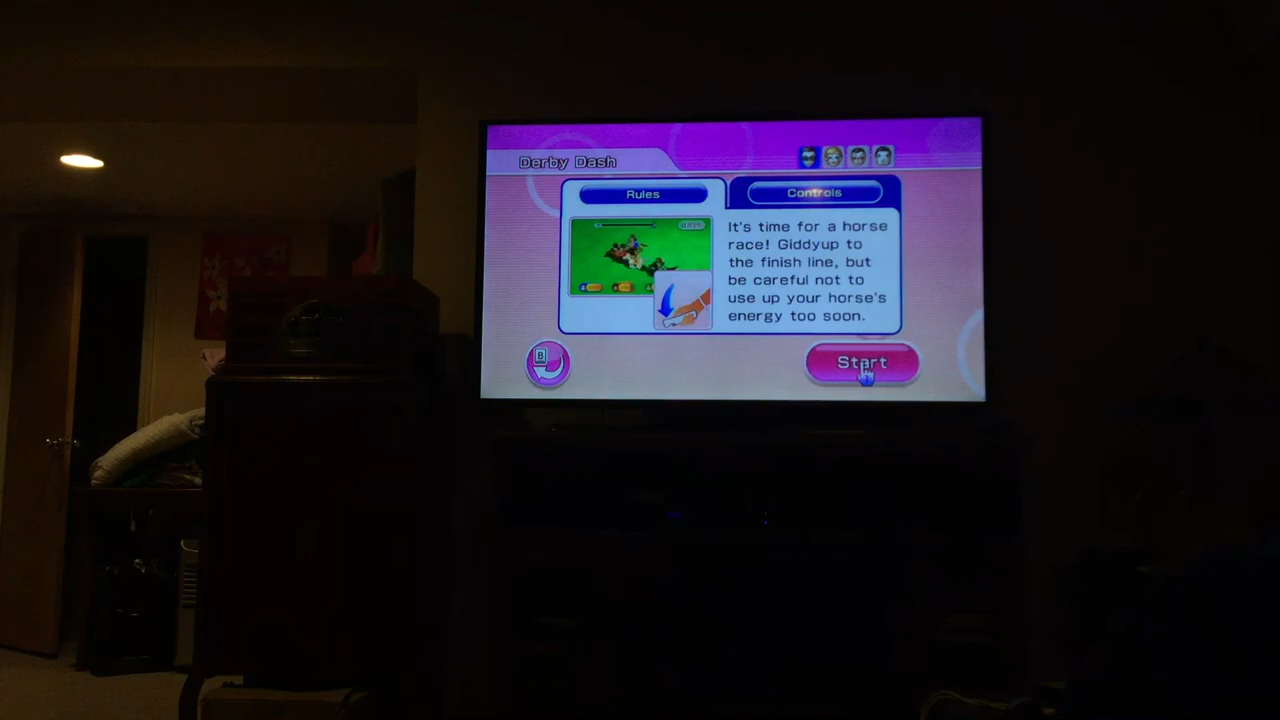 Derby Dash
Rules
Controls
It's time for a horse
race! Giddyup to
the finish line, but
be careful not to
use up your horse's
energy too soon.
B
Start